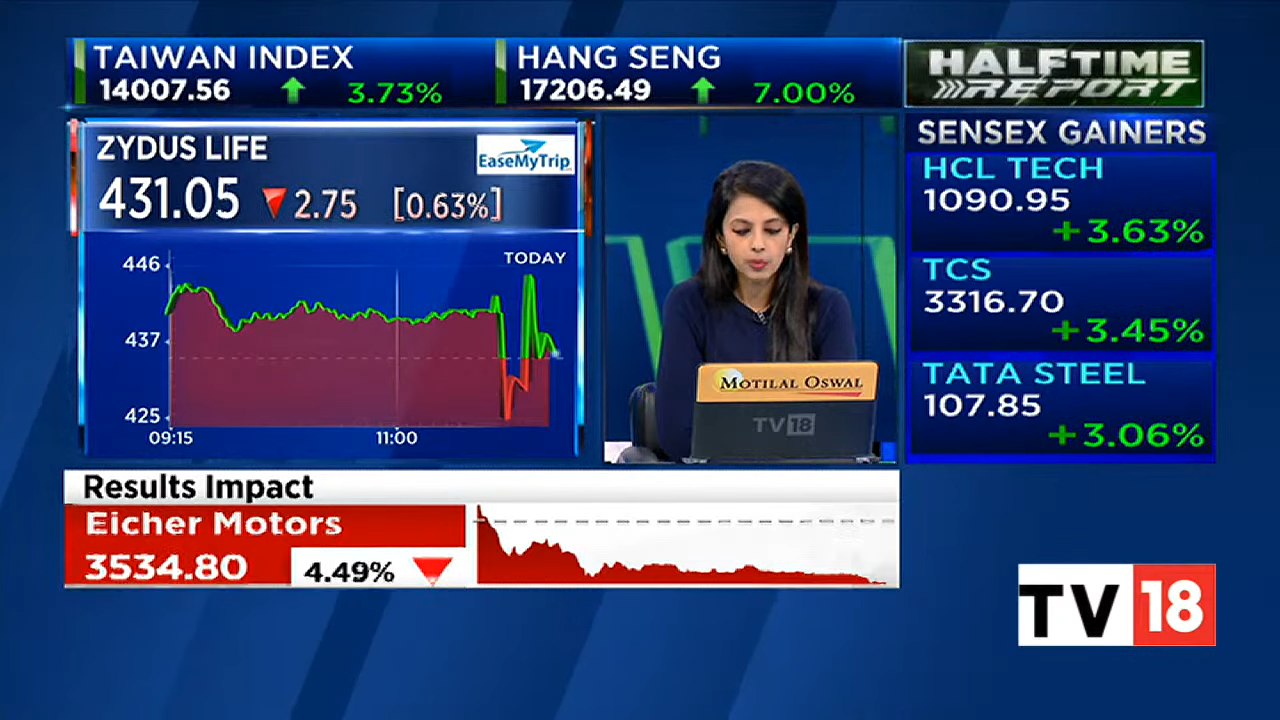 TAIWAN INDEX
14007.56 3.73%
HANG SENG
17206.49 7.00%
HALFTIME
REPORT
ZYDUS LIFE
EaseMyTrip
431.05 2.75 [0.63%]
TODAY
446
437
425
09:15 11:00
MOTILAL OSWAL
TV18
SENSEX GAINERS
HCL TECH
1090.95
+3.63%
TCS
3316.70
+3.45%
TATA STEEL
107.85
+3.06%
Results Impact
Eicher Motors
3534.80 4.49%
TV18